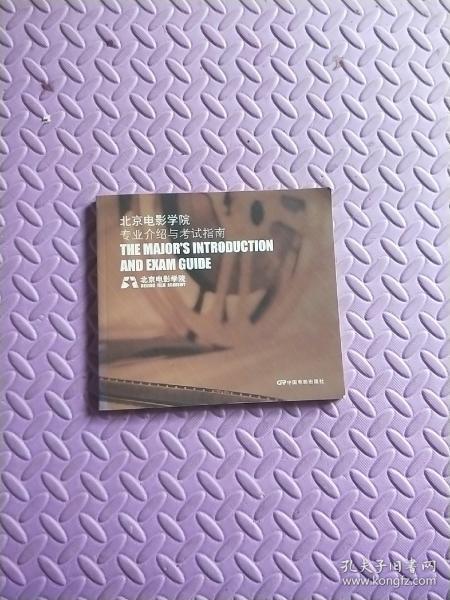 北京电影学院
专业介绍与考试指南
THE MAJOR'S INTRODUCTION
AND EXAM GUIDE
北京电影学院
BEIJING FILM ACADEMY
中国电影出版社
孔夫子旧书网
www.kongfz.com